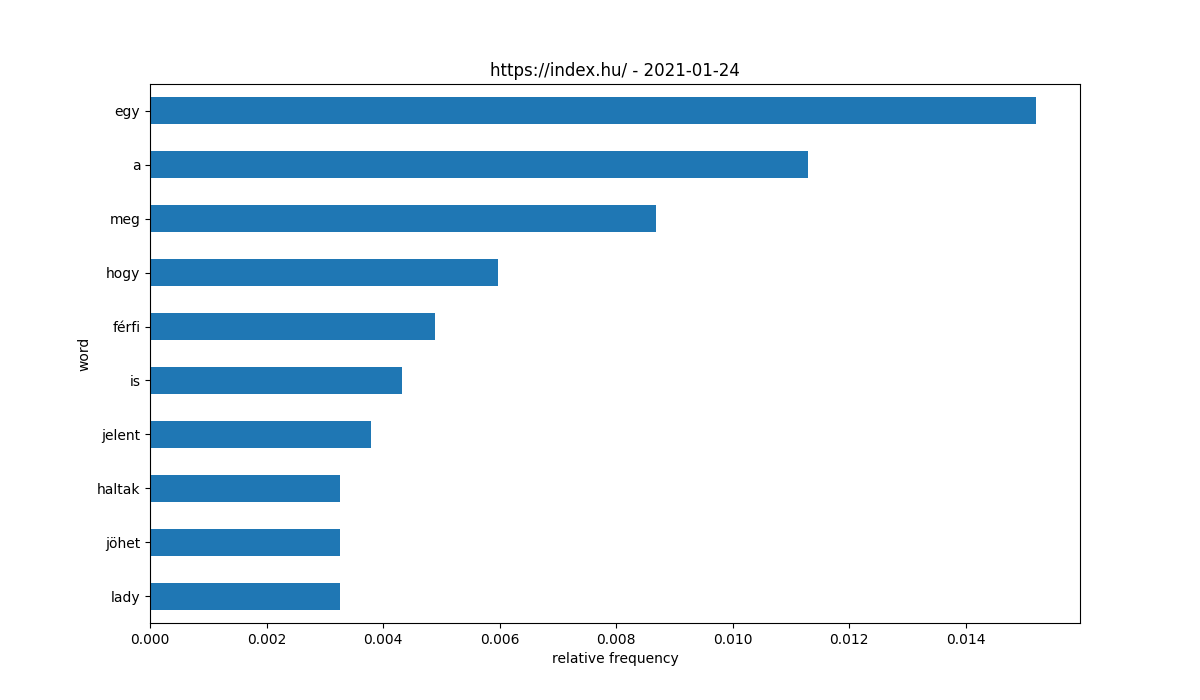 https://index.hu/ - 2021-01-24
egy
a
meg
hogy
férfi
is
jelent
haltak
jöhet
lady
word
0.000 0.002 0.004 0.006 0.008 0.010 0.012 0.014
relative frequency